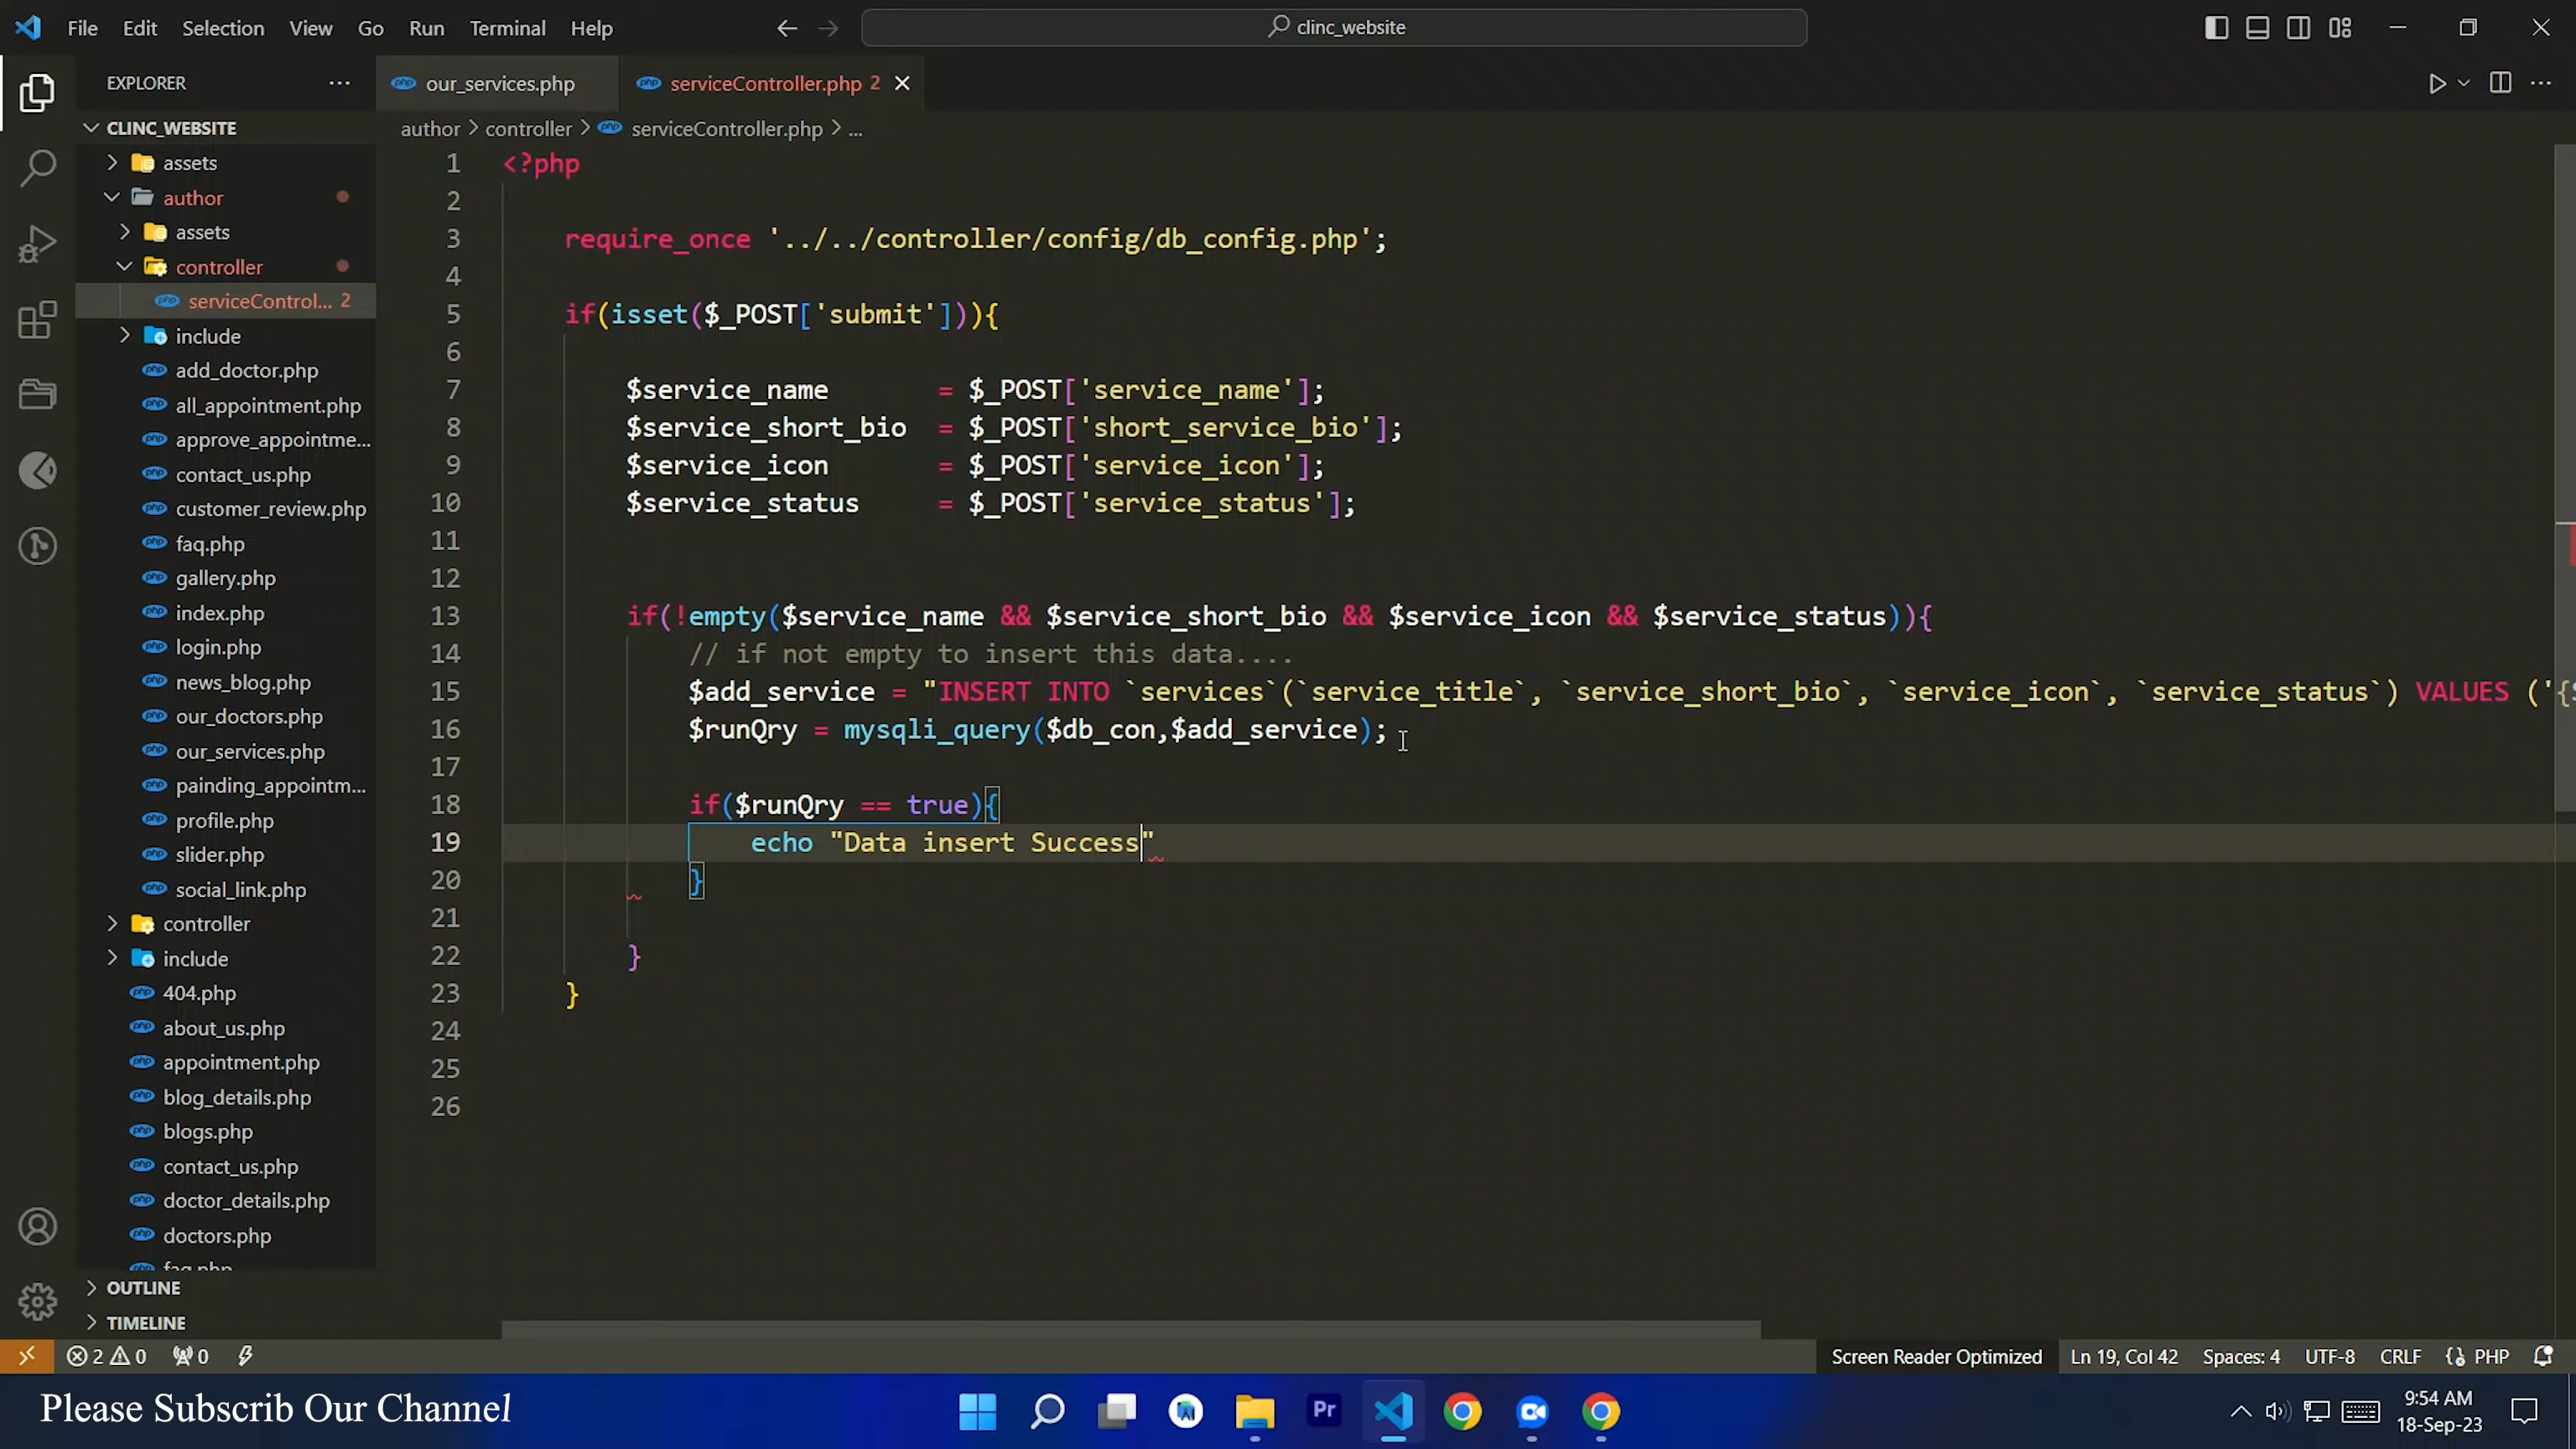 File Edit Selection View Go Run Terminal Help clinc_website
EXPLORER
our_services.php serviceController.php 2
CLINC_WEBSITE
author > controller > serviceController.php > ...
assets
author
assets
controller
serviceControl... 2
include
add_doctor.php
all_appointment.php
approve_appointme...
contact_us.php
customer_review.php
faq.php
gallery.php
index.php
login.php
news_blog.php
our_doctors.php
our_services.php
painding_appointm...
profile.php
slider.php
social_link.php
controller
include
404.php
about_us.php
appointment.php
blog_details.php
blogs.php
contact_us.php
doctor_details.php
doctors.php
faq.php
OUTLINE
TIMELINE
1 <?php
2
3 require_once '../../controller/config/db_config.php';
4
5 if(isset($_POST['submit'])){
6
7 $service_name = $_POST['service_name'];
8 $service_short_bio = $_POST['short_service_bio'];
9 $service_icon = $_POST['service_icon'];
10 $service_status = $_POST['service_status'];
11
12
13 if(!empty($service_name && $service_short_bio && $service_icon && $service_status)){
14 // if not empty to insert this data....
15 $add_service = "INSERT INTO `services`(`service_title`, `service_short_bio`, `service_icon`, `service_status`) VALUES ('{$
16 $runQry = mysqli_query($db_con,$add_service);
17
18 if($runQry == true){
19 echo "Data insert Success"
20 }
21
22 }
23 }
24
25
26
2 0 0 Screen Reader Optimized Ln 19, Col 42 Spaces: 4 UTF-8 CRLF PHP
Please Subscrib Our Channel
Pr
9:54 AM
18-Sep-23